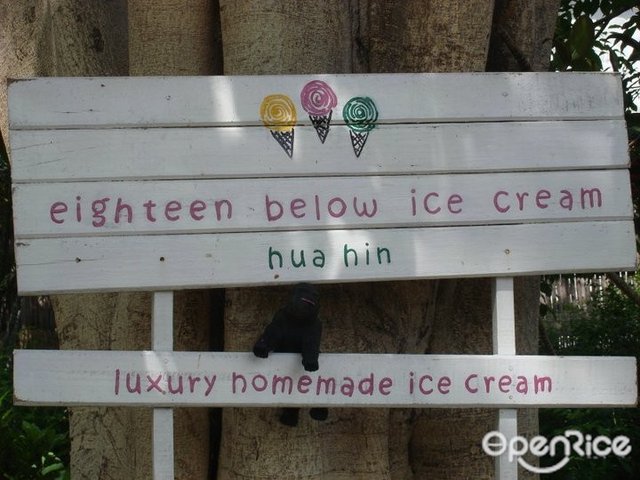 eighteen below ice cream
hua hin
luxury homemade ice cream
OpenRice